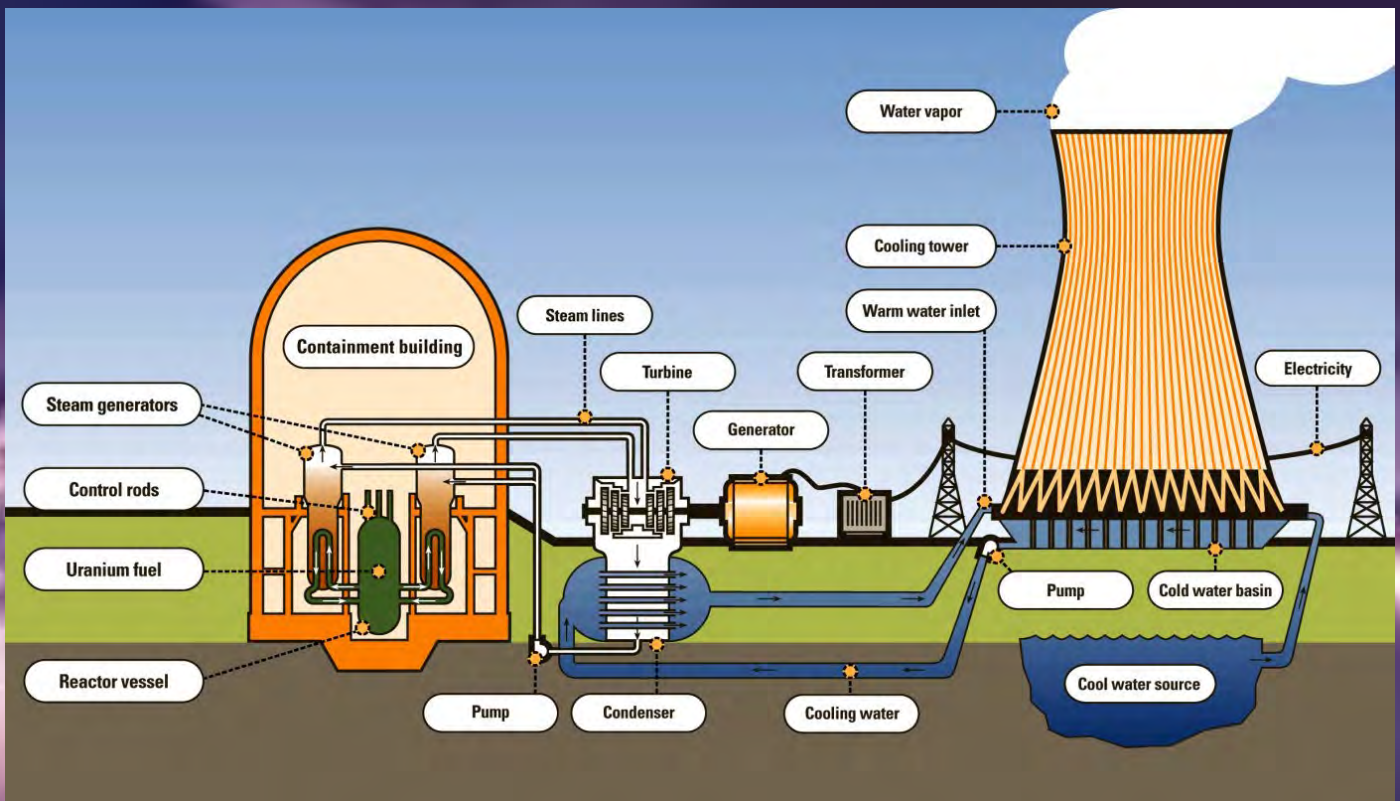 Water vapor
Cooling tower
Steam lines
Warm water inlet
Containment building
Turbine
Transformer
Electricity
Steam generators
Generator
Control rods
Uranium fuel
Pump
Cold water basin
Reactor vessel
Cool water source
Pump
Condenser
Cooling water